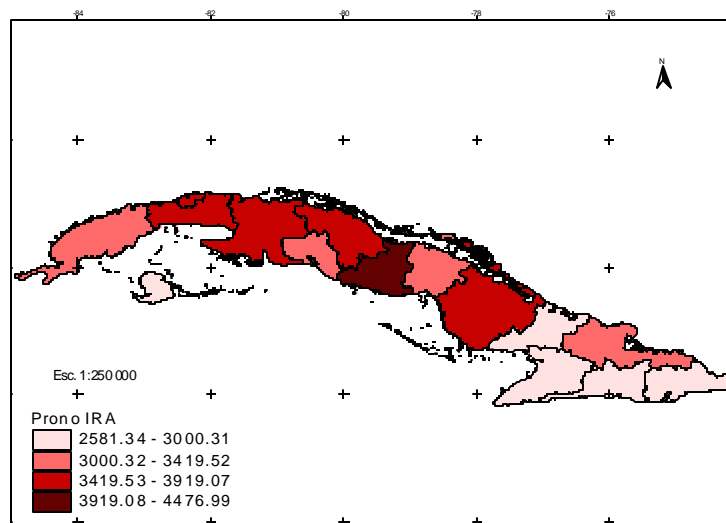 -84 -82 -80 -78 -76
N
Esc. 1:250 000
Prono IRA
2581.34 - 3000.31
3000.32 - 3419.52
3419.53 - 3919.07
3919.08 - 4476.99